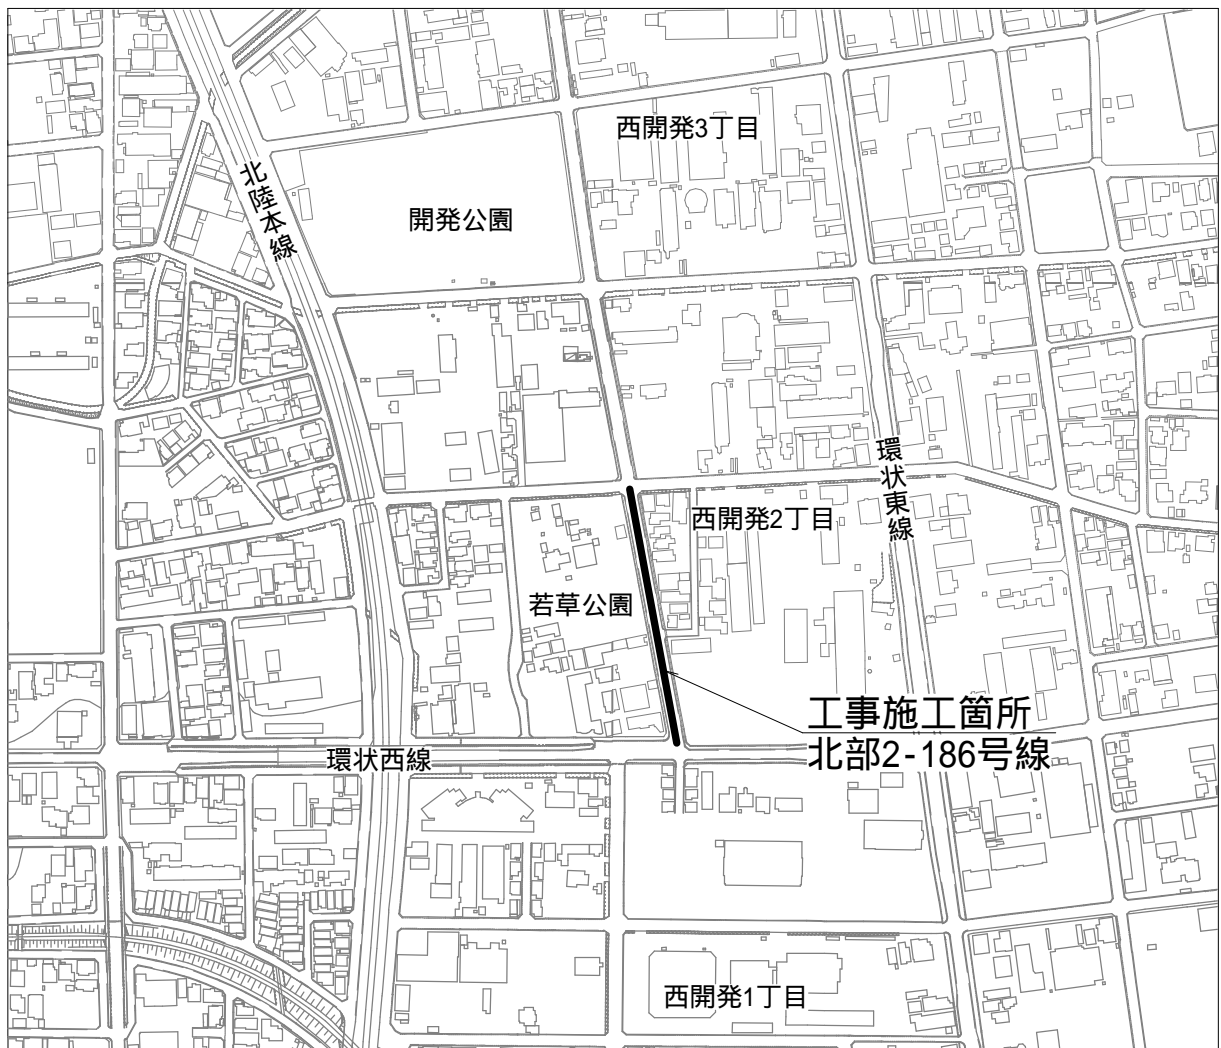 西開発3丁目
北陸本線
開発公園
環状東線
西開発2丁目
若草公園
工事施工箇所
北部2-186号線
環状西線
西開発1丁目